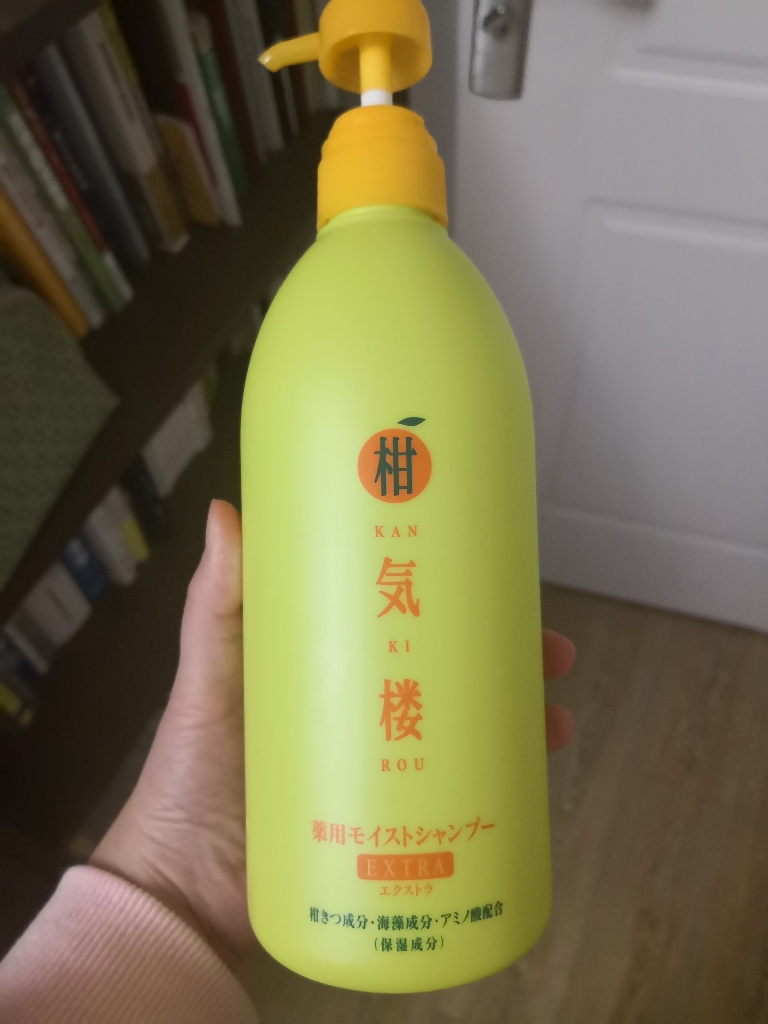 柑
KAN
気
KI
楼
ROU
薬用モイストシャンプー
EXTRA
エクストラ
柑きつ成分・海藻成分・アミノ酸配合
(保湿成分)